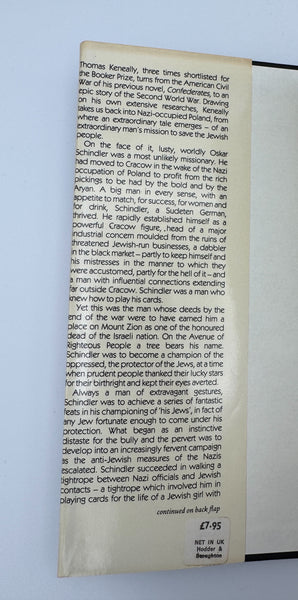 Thomas Keneally, three times shortlisted for
the Booker Prize, turns from the American Civil
War of his previous novel, Confederates, to an
epic story of the Second World War. Drawing
on his own extensive researches, Keneally
takes us back into Nazi-occupied Poland, from
where an extraordinary tale emerges – of an
extraordinary man's mission to save the Jewish
people.
On the face of it, lusty, worldly Oskar
Schindler was a most unlikely missionary. He
had moved to Cracow in the wake of the Nazi
occupation of Poland to profit from the rich
pickings to be had by the bold and by the
Aryan. A big man in every sense, with an
appetite to match, for success, for women and
for drink, Schindler, a Sudeten German,
thrived. He rapidly established himself as a
powerful Cracow figure, head of a major
industrial concern moulded from the ruins of
threatened Jewish-run businesses, a dabbler
in the black market – partly to keep himself and
his mistresses in the manner to which they
were accustomed, partly for the hell of it – and
a man with influential connections extending
far outside Cracow. Schindler was a man who
knew how to play his cards.
Yet this was the man whose deeds by the
end of the war were to have earned him a
place on Mount Zion as one of the honoured
dead of the Israeli nation. On the Avenue of
Righteous People a tree bears his name.
Schindler was to become a champion of the
oppressed, the protector of the Jews, at a time
when prudent people thanked their lucky stars
for their birthright and kept their eyes averted.
Always a man of extravagant gestures,
Schindler was to achieve a series of fantastic
feats in his championing of 'his Jews', in fact of
any Jew fortunate enough to come under his
protection. What began as an instinctive
distaste for the bully and the pervert was to
develop into an increasingly fervent campaign
as the anti-Jewish measures of the Nazis
escalated. Schindler succeeded in walking a
tightrope between Nazi officials and Jewish
contacts – a tightrope which involved him in
playing cards for the life of a Jewish girl with
continued on back flap
£7.95
NET IN UK
Hodder &
Stoughton